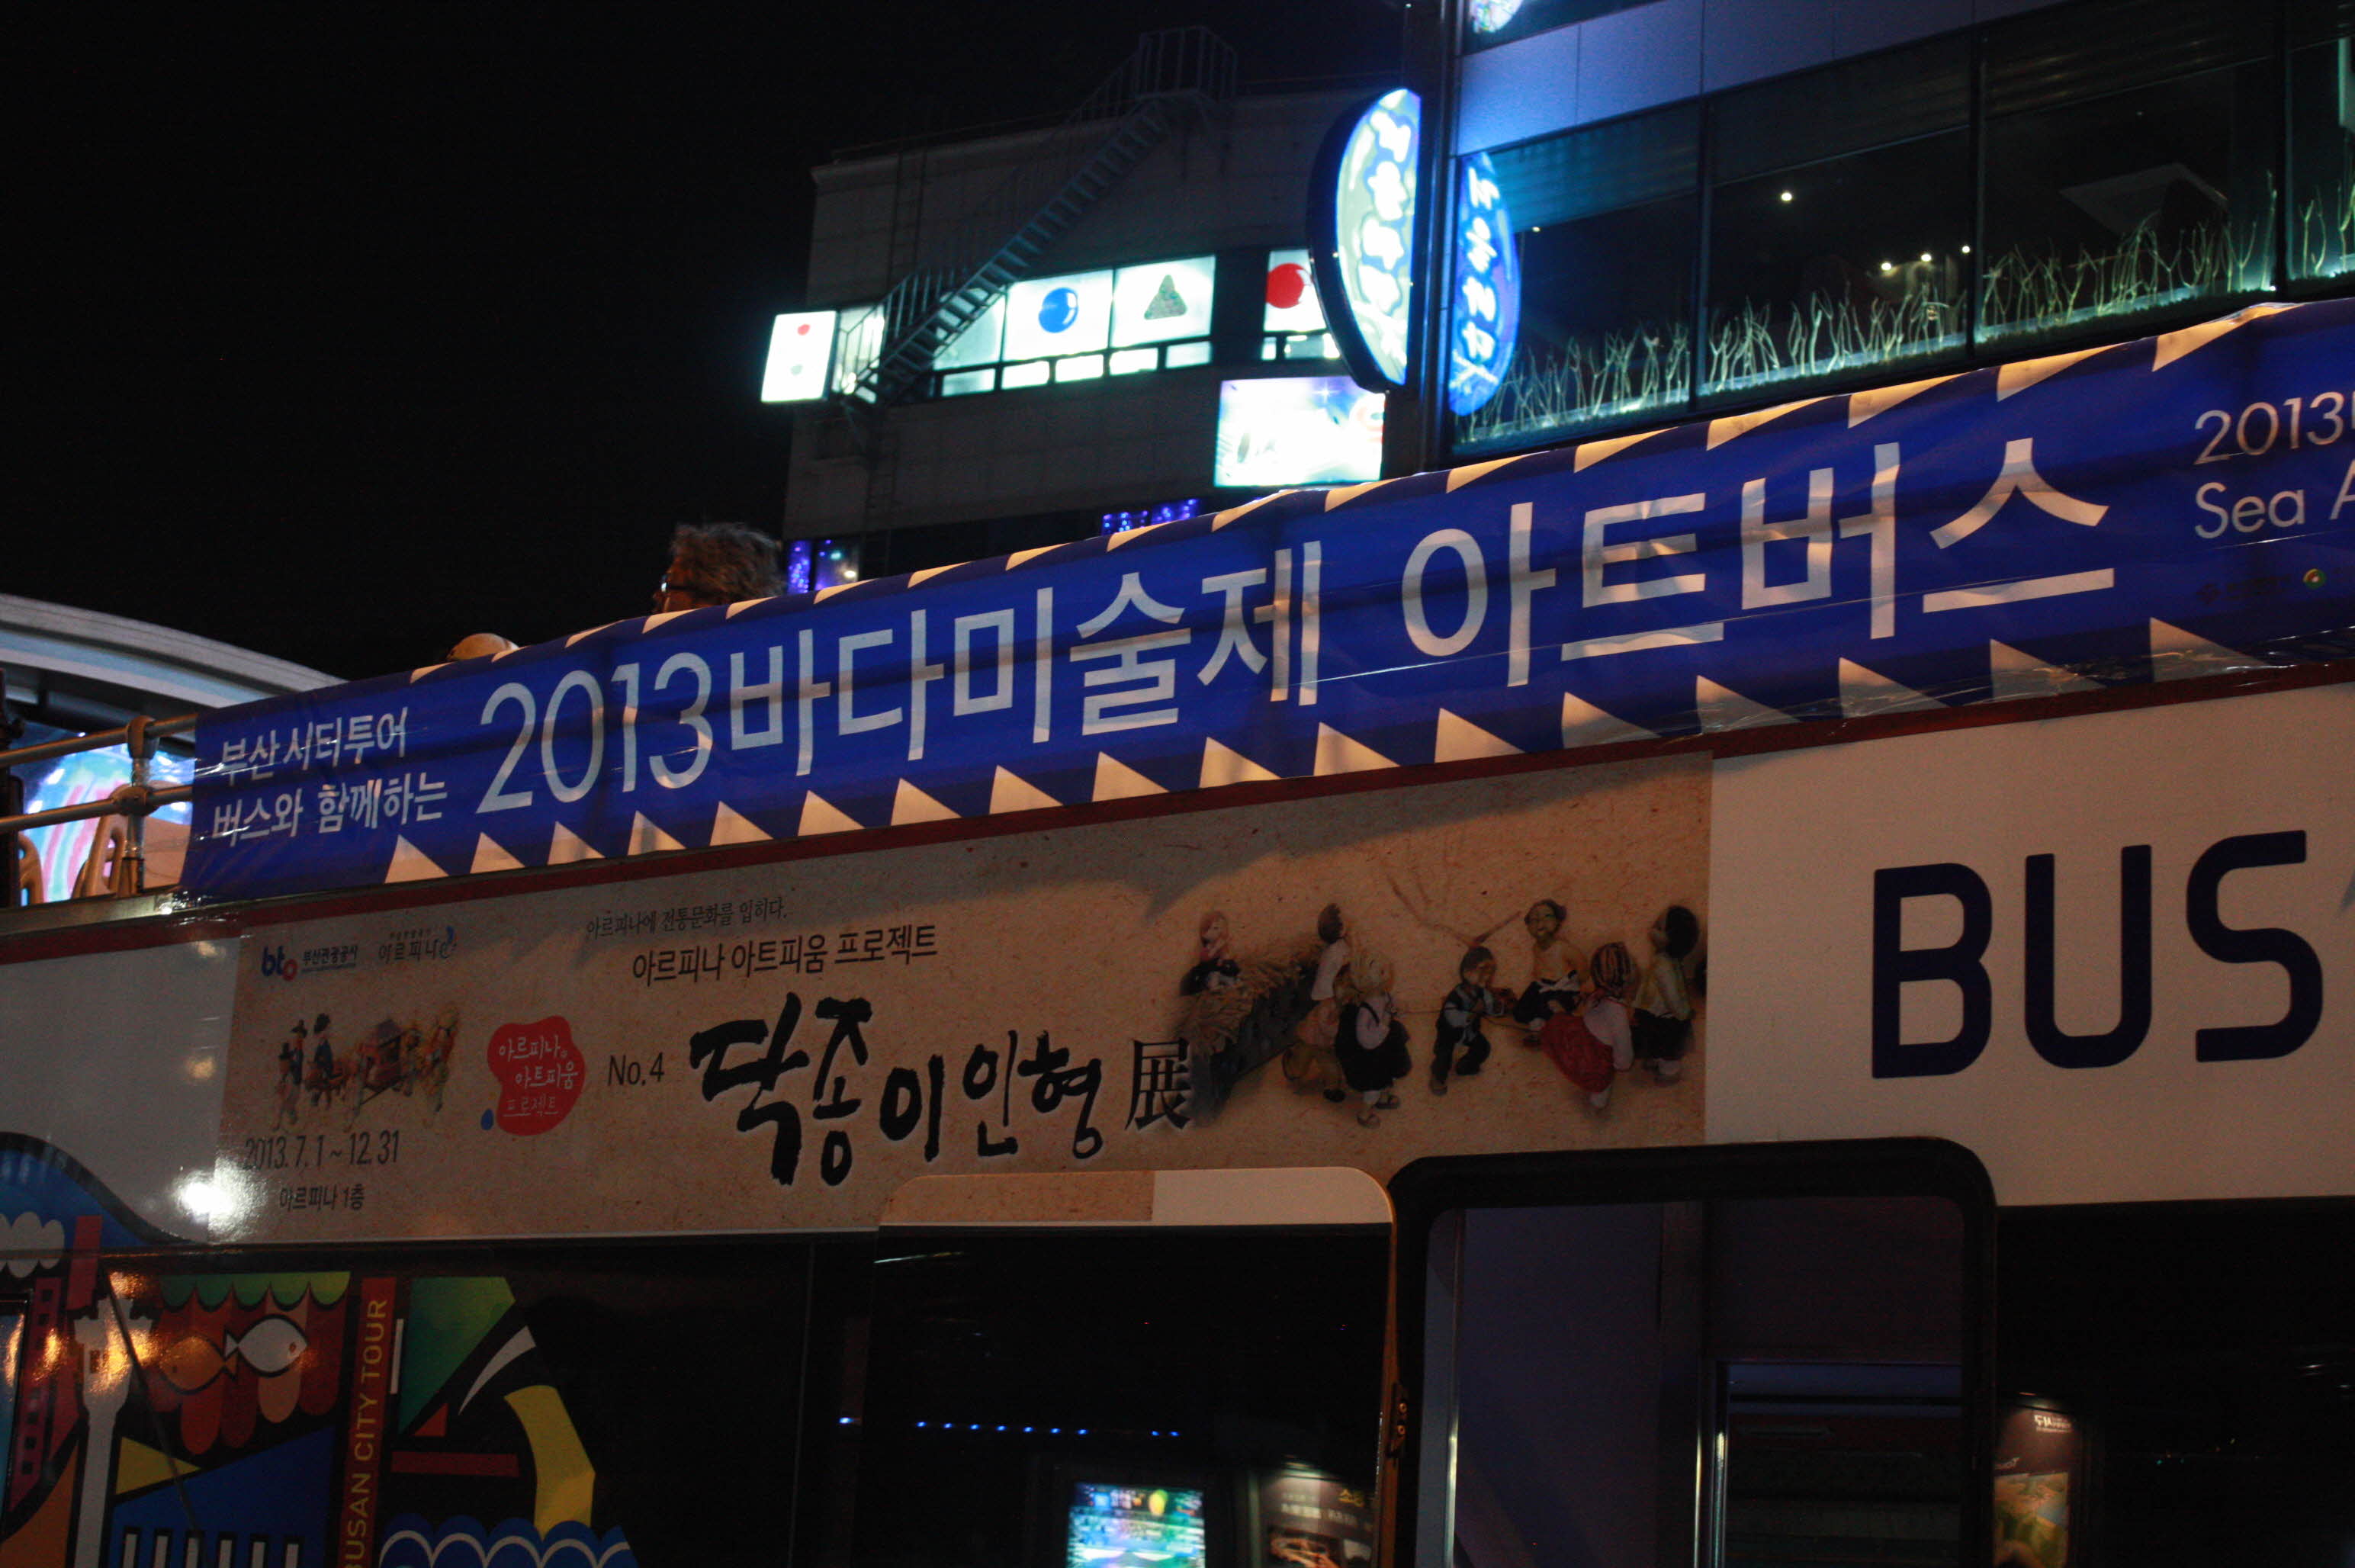 부산 시티투어
버스와 함께하는
2013바다미술제 아트버스
2013
Sea
bto 부산관광공사
아르피나
아르피나에 전통문화를 입히다.
아르피나 아트피움 프로젝트
아르피나
아트피움
프로젝트
No.4
닥종이인형展
2013. 7. 1 ~ 12. 31
아르피나 1층
BUS
BUSAN CITY TOUR